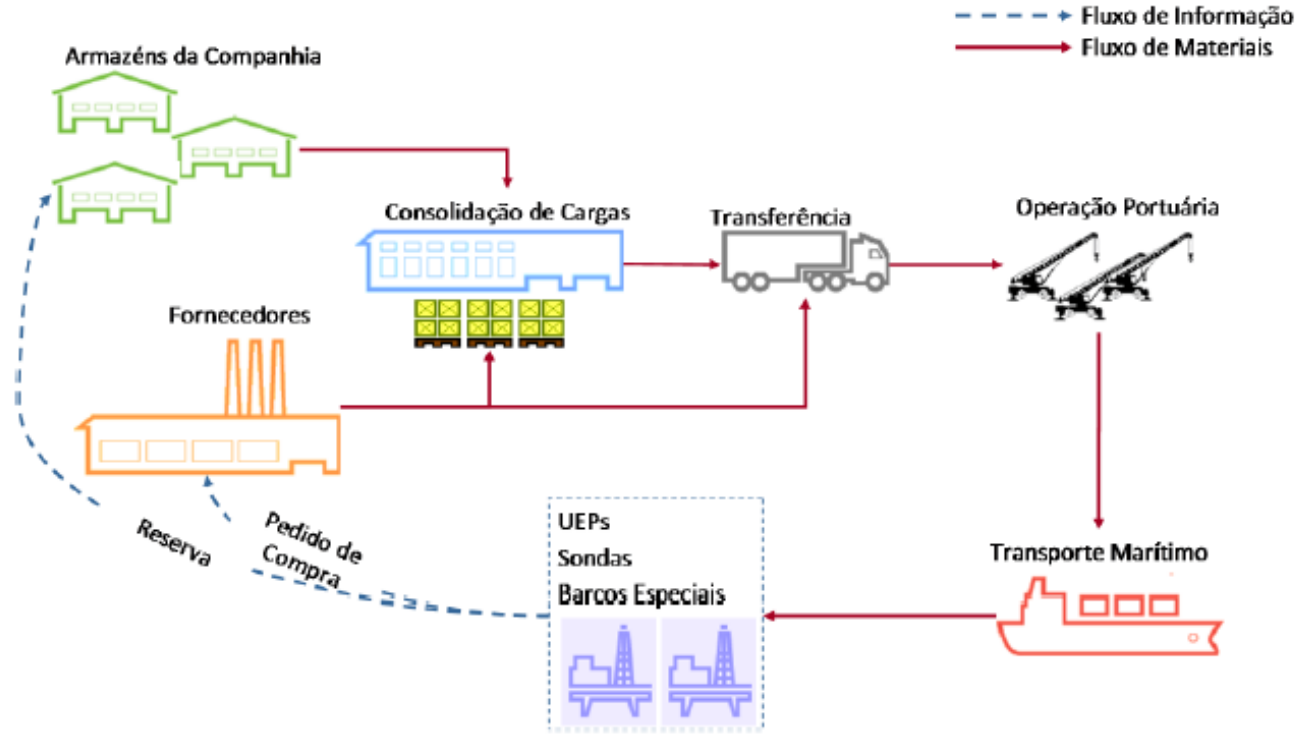 Fluxo de Informação
Fluxo de Materiais
Armazéns da Companhia
Consolidação de Cargas
Transferência
Operação Portuária
Fornecedores
Reserva
Pedido de
Compra
UEPs
Sondas
Barcos Especiais
Transporte Marítimo